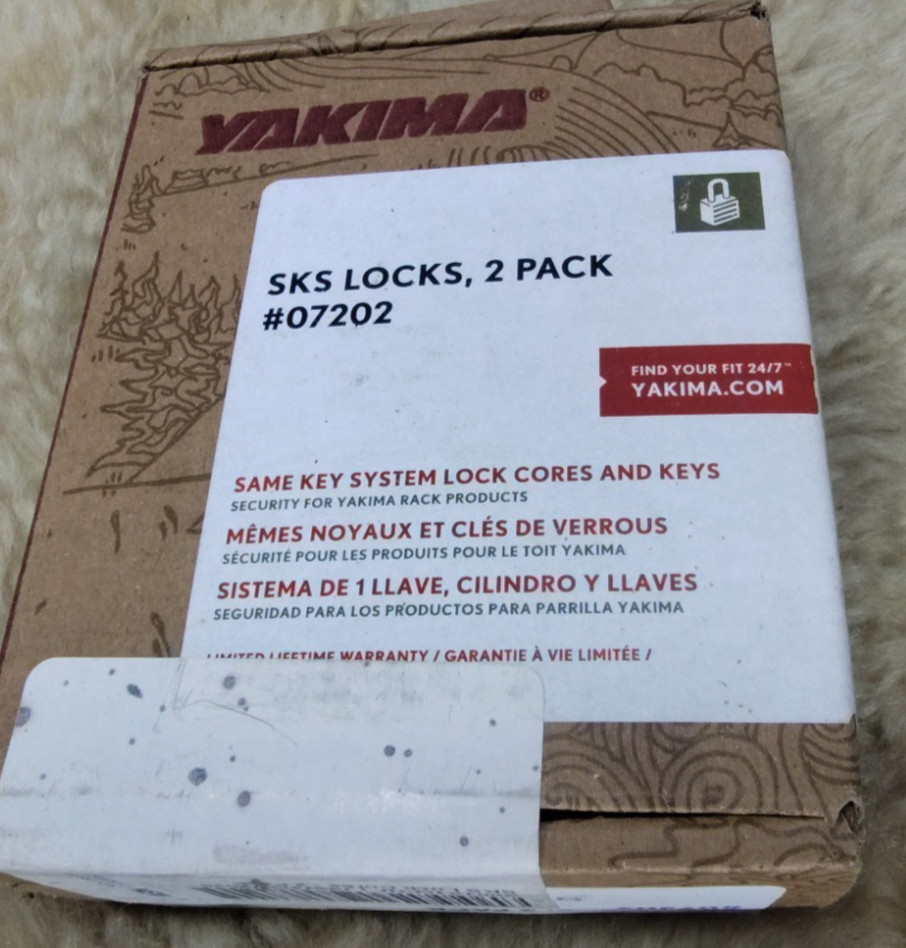 YAKIMA®
SKS LOCKS, 2 PACK
#07202
FIND YOUR FIT 24/7™
YAKIMA.COM
SAME KEY SYSTEM LOCK CORES AND KEYS
SECURITY FOR YAKIMA RACK PRODUCTS
MÊMES NOYAUX ET CLÉS DE VERROUS
SÉCURITÉ POUR LES PRODUITS POUR LE TOIT YAKIMA
SISTEMA DE 1 LLAVE, CILINDRO Y LLAVES
SEGURIDAD PARA LOS PRODUCTOS PARA PARRILLA YAKIMA
LIMITED LIFETIME WARRANTY / GARANTIE À VIE LIMITÉE /